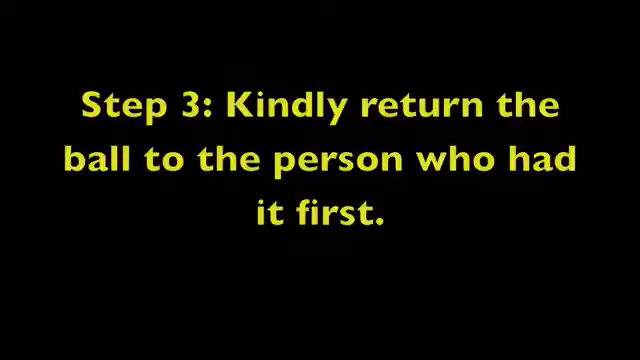 Step 3: Kindly return the
ball to the person who had
it first.